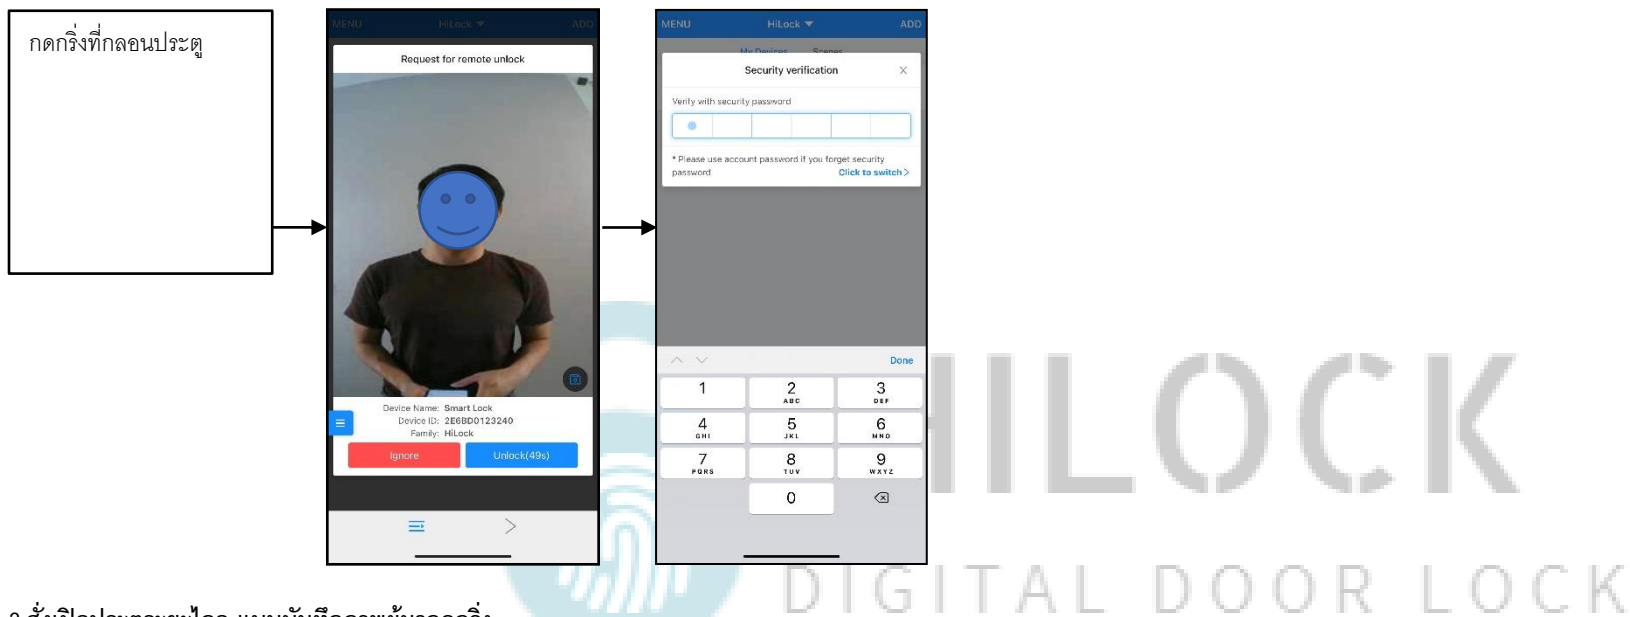 กดกริ่งที่กลอนประตู
MENU HiLock ADD
Request for remote unlock
Device Name: Smart Lock
Device ID: 2E6BD0123240
Family: HiLock
Ignore Unlock(49s)
MENU HiLock ADD
My Devices Scenes
Security verification X
Verify with security password
* Please use account password if you forget security
password Click to switch >
Done
1 2 ABC 3 DEF
4 GHI 5 JKL 6 MNO
7 PQRS 8 TUV 9 WXYZ
0
HILOCK
DIGITAL DOOR LOCK